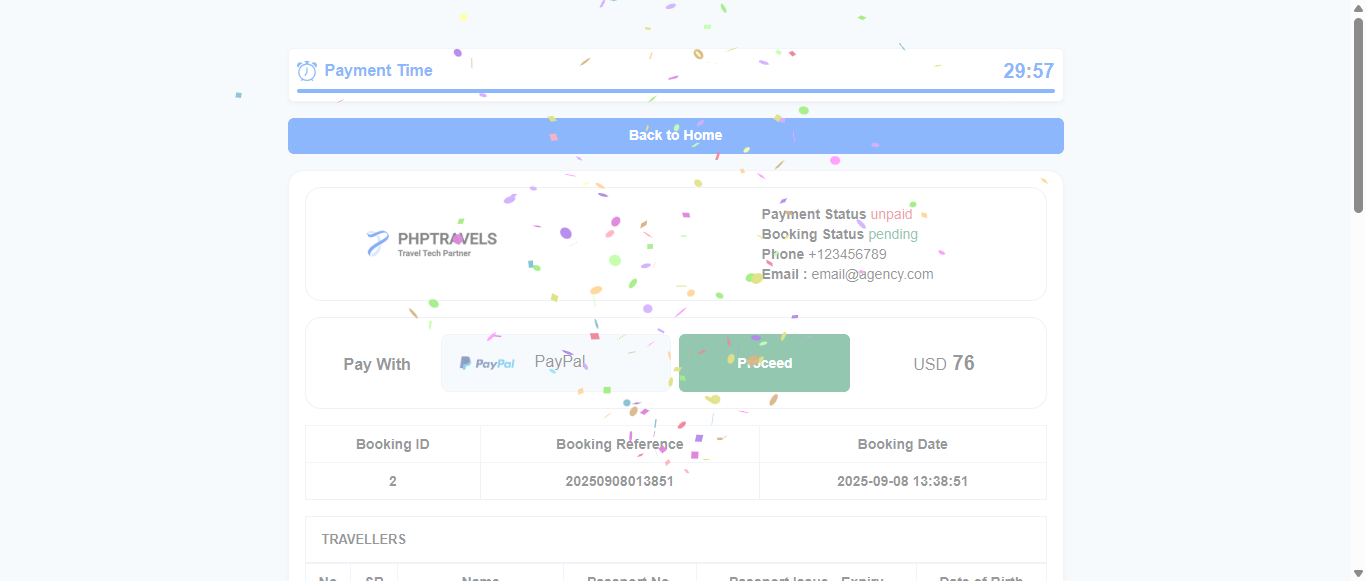 Payment Time
29:57
Back to Home
PHPTRAVELS
Travel Tech Partner
Payment Status unpaid
Booking Status pending
Phone +123456789
Email : email@agency.com
Pay With
PayPal
PayPal
Proceed
USD 76
Booking ID
Booking Reference
Booking Date
2
20250908013851
2025-09-08 13:38:51
TRAVELLERS
No
SR
Name
Passport No
Passport Issue - Expiry
Date of Birth